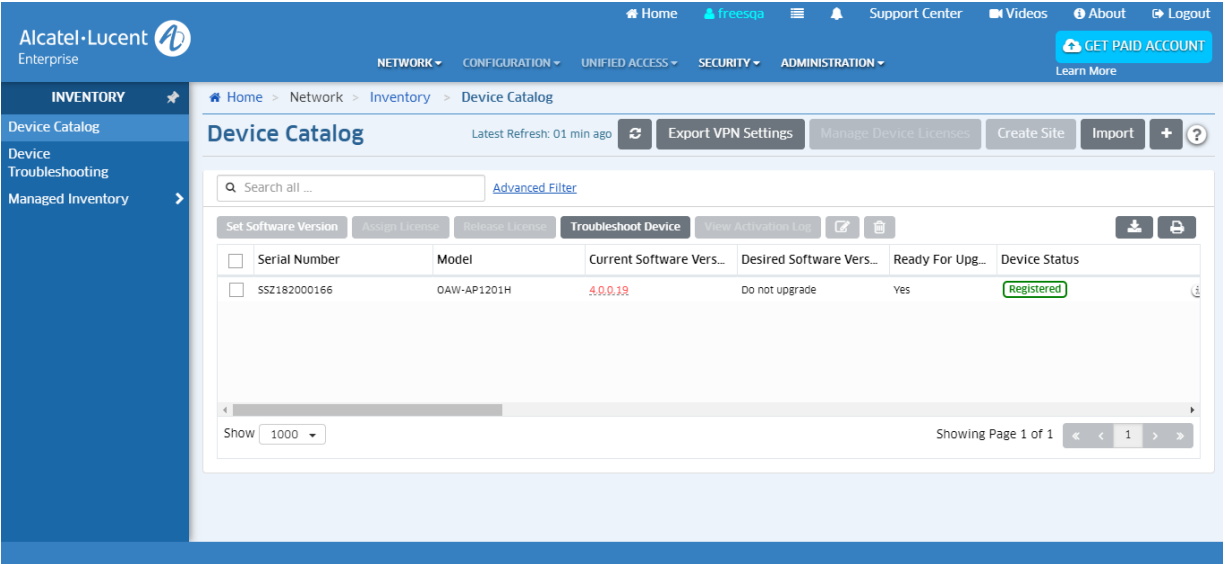 Home freesqa Support Center Videos About Logout
Alcatel·Lucent
Enterprise
GET PAID ACCOUNT
Learn More
NETWORK CONFIGURATION UNIFIED ACCESS SECURITY ADMINISTRATION
INVENTORY
Home > Network > Inventory > Device Catalog
Device Catalog
Device
Troubleshooting
Managed Inventory
Device Catalog
Latest Refresh: 01 min ago
Export VPN Settings
Manage Device Licenses
Create Site
Import
+
?
Search all ...
Advanced Filter
Set Software Version
Assign License
Release License
Troubleshoot Device
View Activation Log
Serial Number Model Current Software Vers... Desired Software Vers... Ready For Upg... Device Status
SSZ182000166 OAW-AP1201H 4.0.0.19 Do not upgrade Yes Registered
Show 1000
Showing Page 1 of 1 « < 1 > »